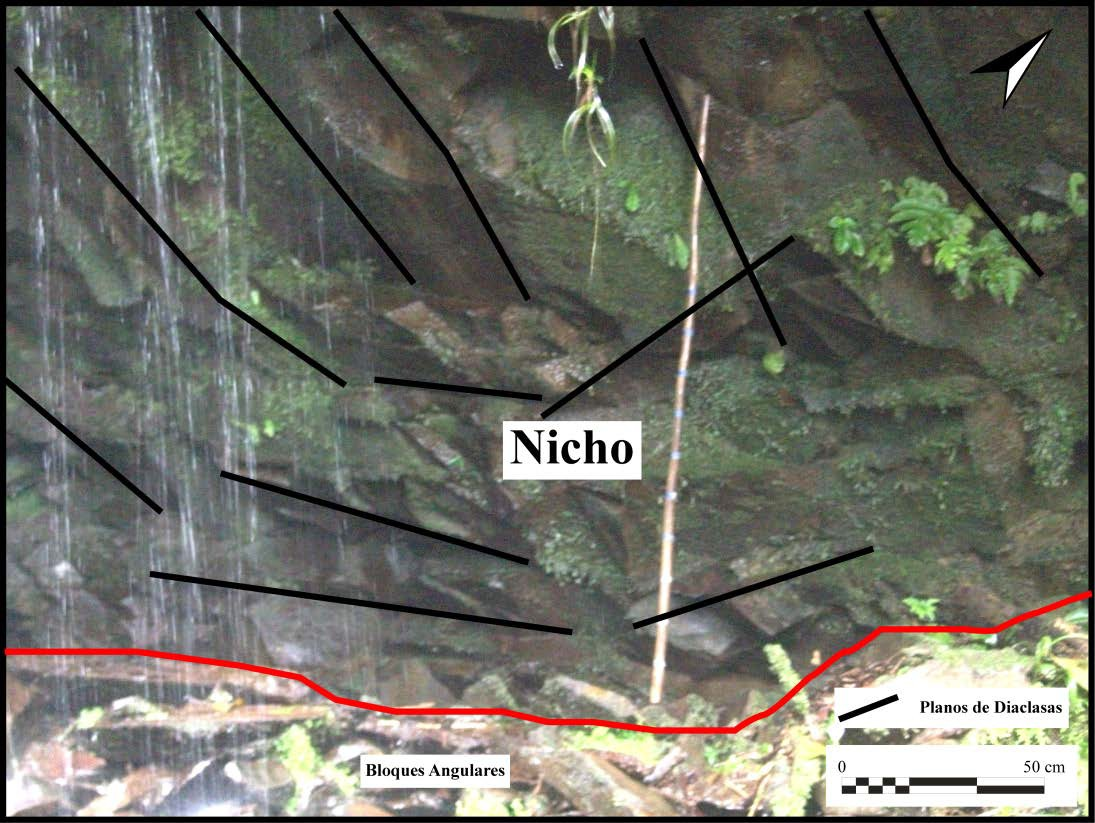 Nicho
Planos de Diaclasas
0 50 cm
Bloques Angulares